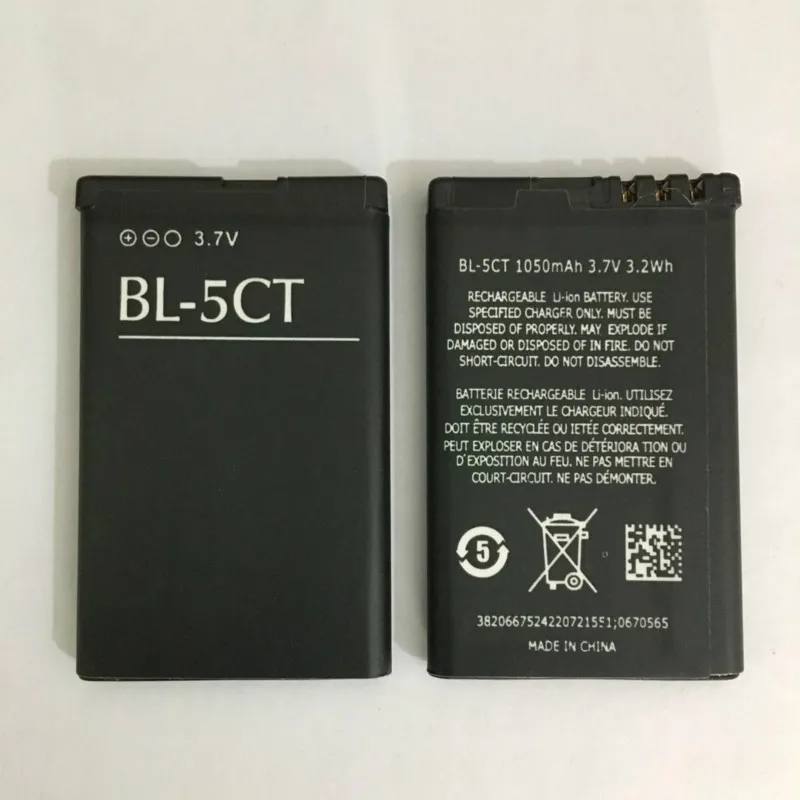 ⊕⊖○ 3.7V
BL-5CT
BL-5CT 1050mAh 3.7V 3.2Wh
RECHARGEABLE Li-ion BATTERY. USE
SPECIFIED CHARGER ONLY. MUST BE
DISPOSED OF PROPERLY. MAY EXPLODE IF
DAMAGED OR DISPOSED OF IN FIRE. DO NOT
SHORT-CIRCUIT. DO NOT DISASSEMBLE.
BATTERIE RECHARGEABLE Li-ion. UTILISEZ
EXCLUSIVEMENT LE CHARGEUR INDIQUÉ.
DOIT ÊTRE RECYCLÉE OU IETÉE CORRECTEMENT.
PEUT EXPLOSER EN CAS DE DÉTÉRIORA TION OU
D'EXPOSITION AU FEU. NE PAS METTRE EN
COURT-CIRCUIT. NE PAS DÉMONTER.
5
3820667524220721551;0670565
MADE IN CHINA